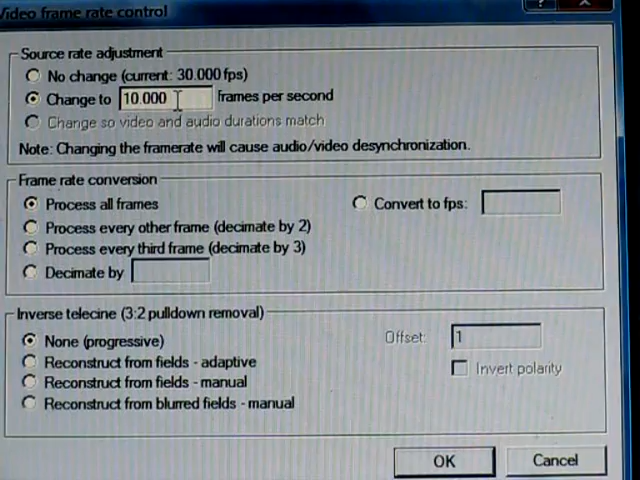 Video frame rate control
Source rate adjustment
No change (current: 30.000 fps)
Change to 10.000 frames per second
Change so video and audio durations match
Note: Changing the framerate will cause audio/video desynchronization.
Frame rate conversion
Process all frames
Convert to fps:
Process every other frame (decimate by 2)
Process every third frame (decimate by 3)
Decimate by
Inverse telecine (3:2 pulldown removal)
None (progressive)
Offset: 1
Reconstruct from fields - adaptive
Invert polarity
Reconstruct from fields - manual
Reconstruct from blurred fields - manual
OK
Cancel